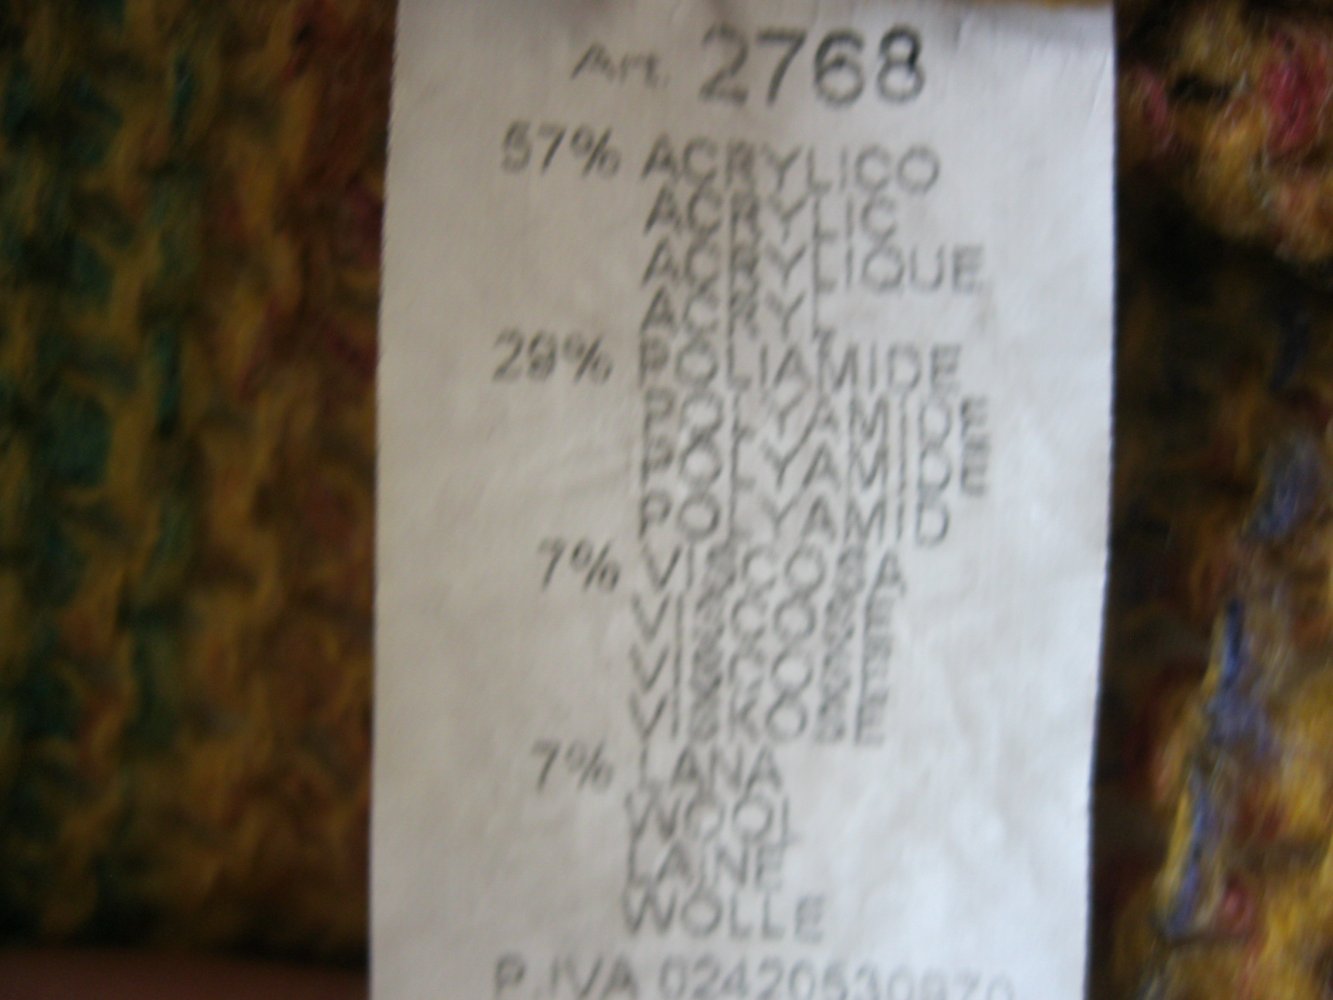 Art. 2768
57% ACRYLICO
ACRYLIC
ACRYLIQUE
ACRYL
29% POLIAMIDE
POLYAMIDE
POLYAMIDE
POLYAMID
7% VISCOSA
VISCOSE
VISCOSE
VISKOSE
7% LANA
WOOL
LAINE
WOLLE
P.IVA